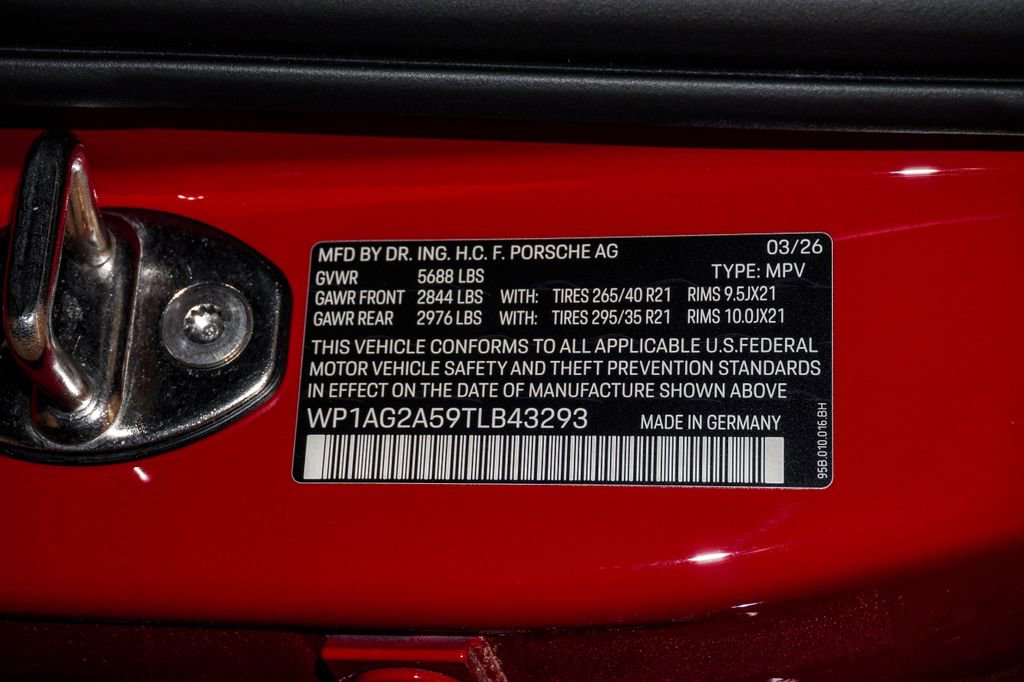 MFD BY DR. ING. H.C. F. PORSCHE AG 03/26
GVWR 5688 LBS TYPE: MPV
GAWR FRONT 2844 LBS WITH: TIRES 265/40 R21 RIMS 9.5JX21
GAWR REAR 2976 LBS WITH: TIRES 295/35 R21 RIMS 10.0JX21
THIS VEHICLE CONFORMS TO ALL APPLICABLE U.S.FEDERAL
MOTOR VEHICLE SAFETY AND THEFT PREVENTION STANDARDS
IN EFFECT ON THE DATE OF MANUFACTURE SHOWN ABOVE
WP1AG2A59TLB43293 MADE IN GERMANY
95B.010.016.BH